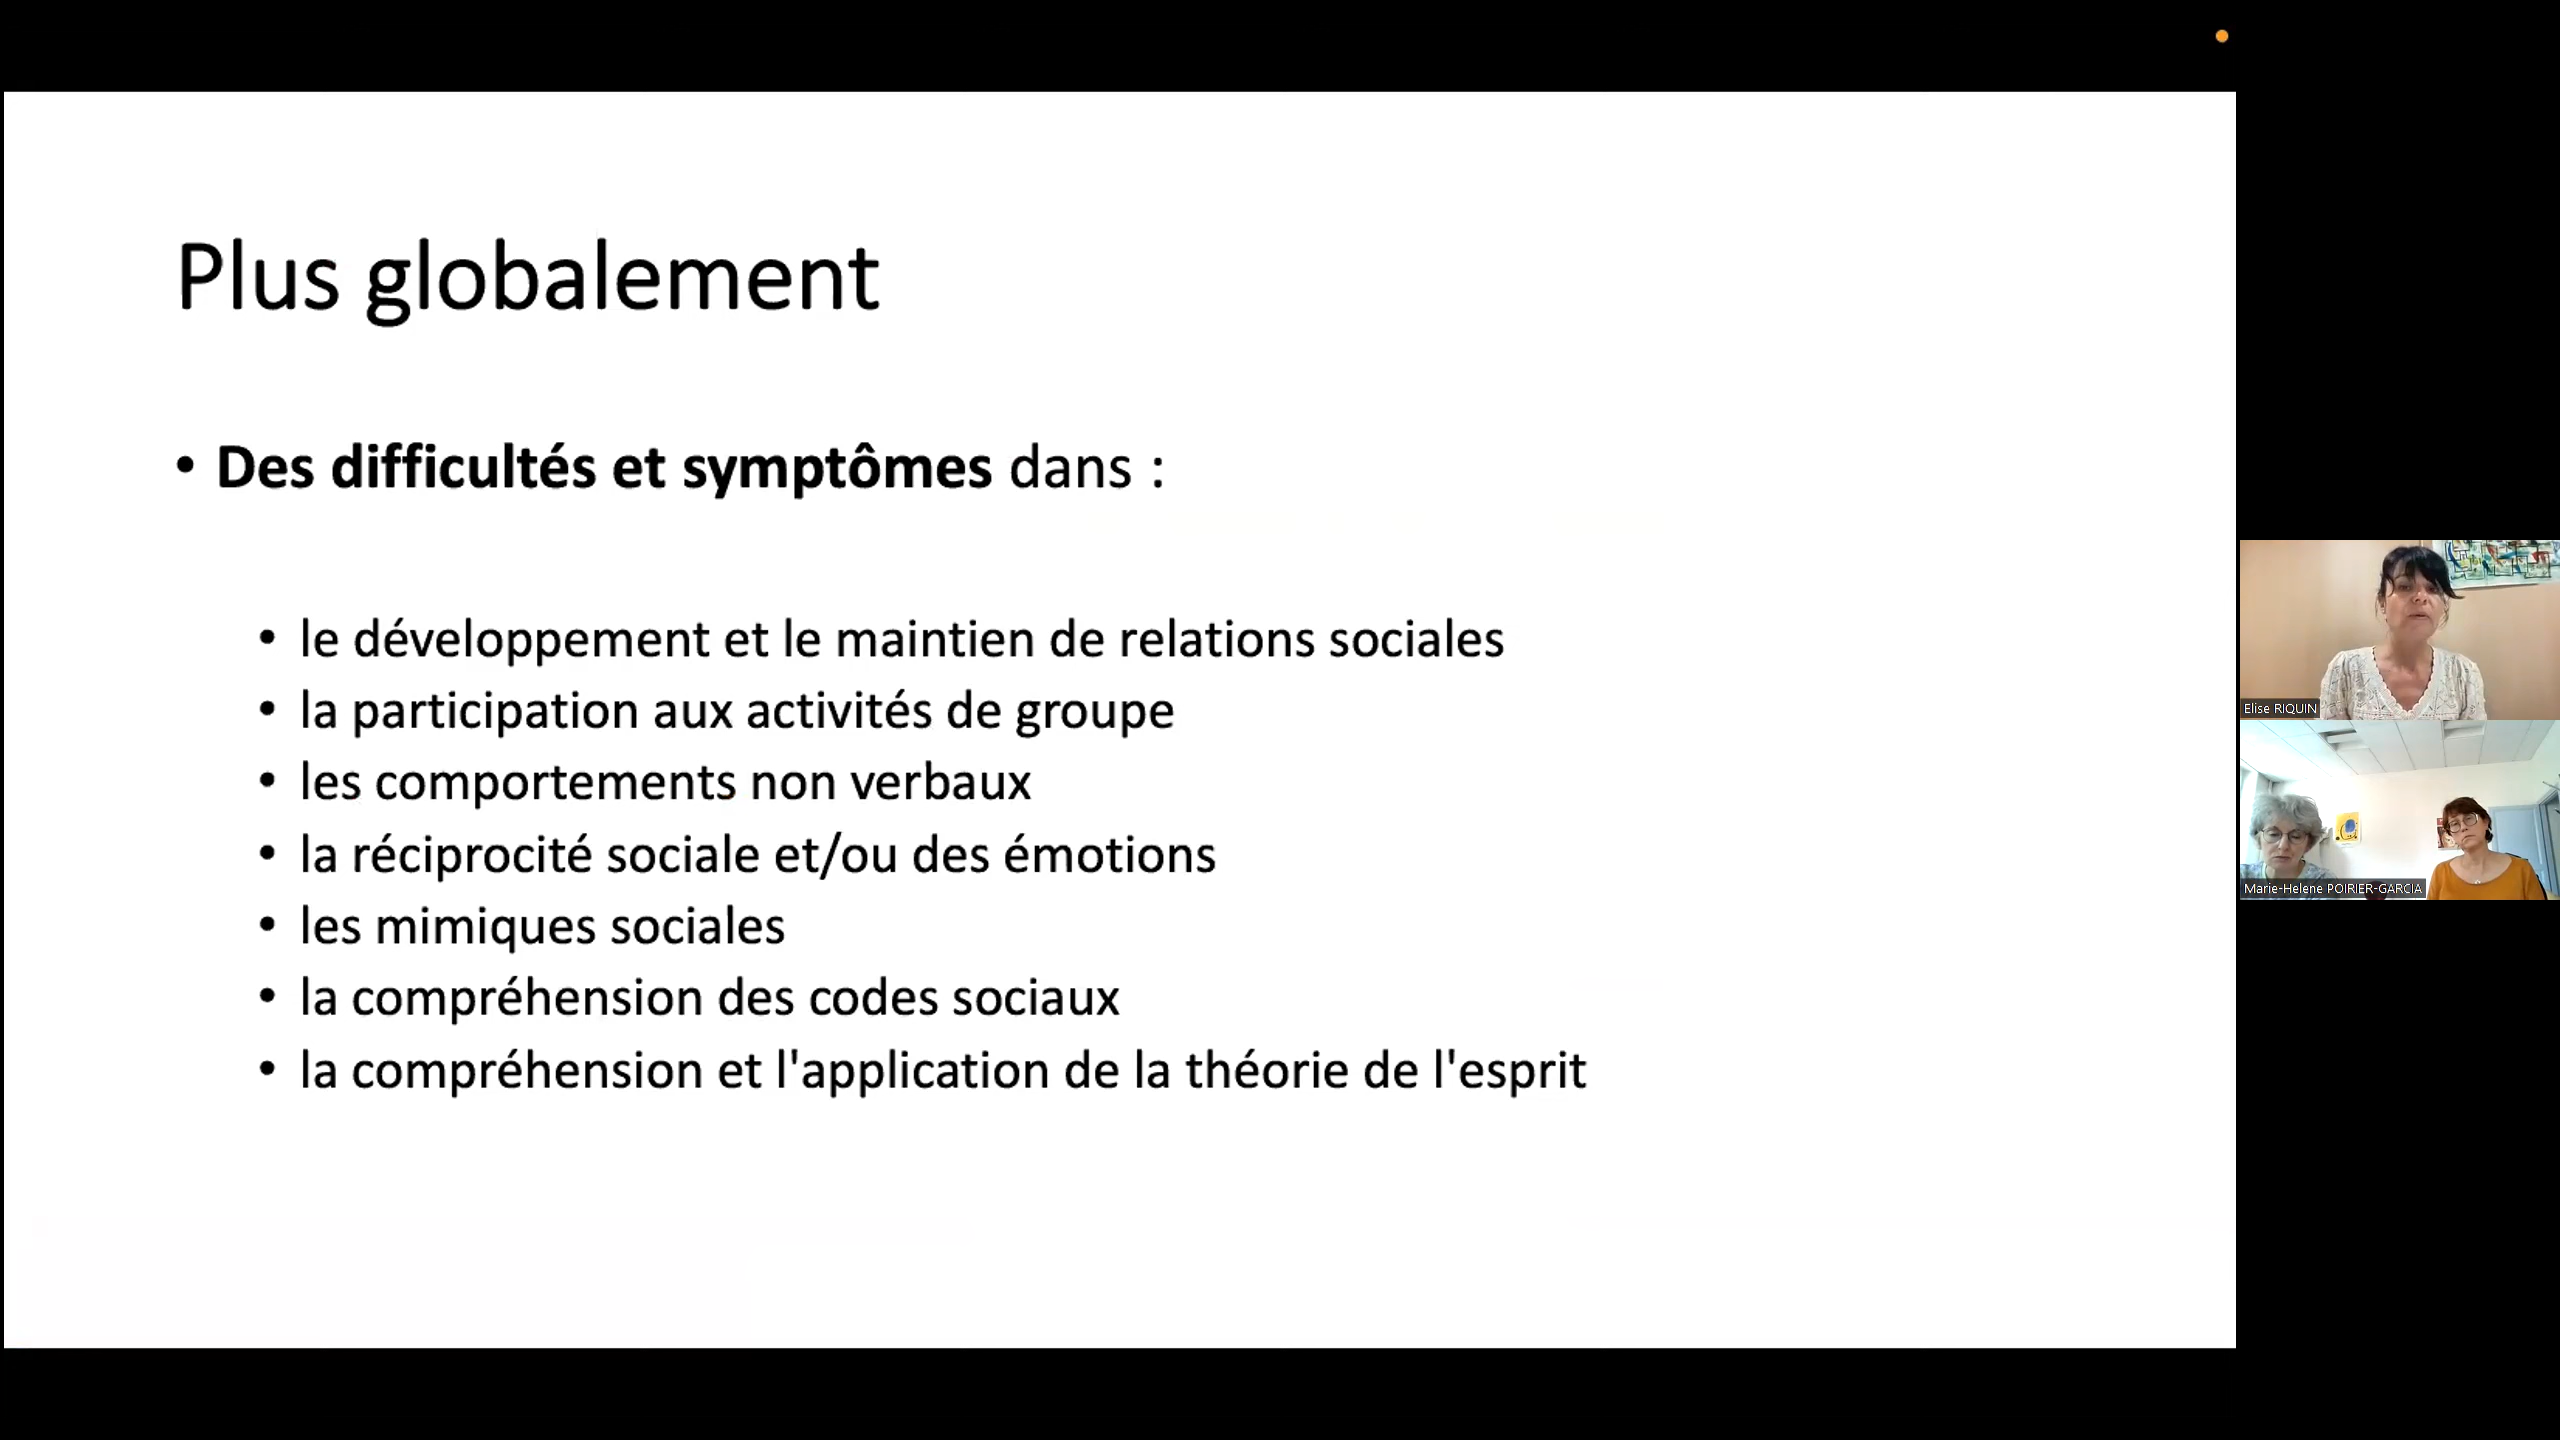 Plus globalement
• Des difficultés et symptômes dans :
• le développement et le maintien de relations sociales
• la participation aux activités de groupe
• les comportements non verbaux
• la réciprocité sociale et/ou des émotions
• les mimiques sociales
• la compréhension des codes sociaux
• la compréhension et l'application de la théorie de l'esprit
Elise RIQUIN
Marie-Helene POIRIER-GARCIA